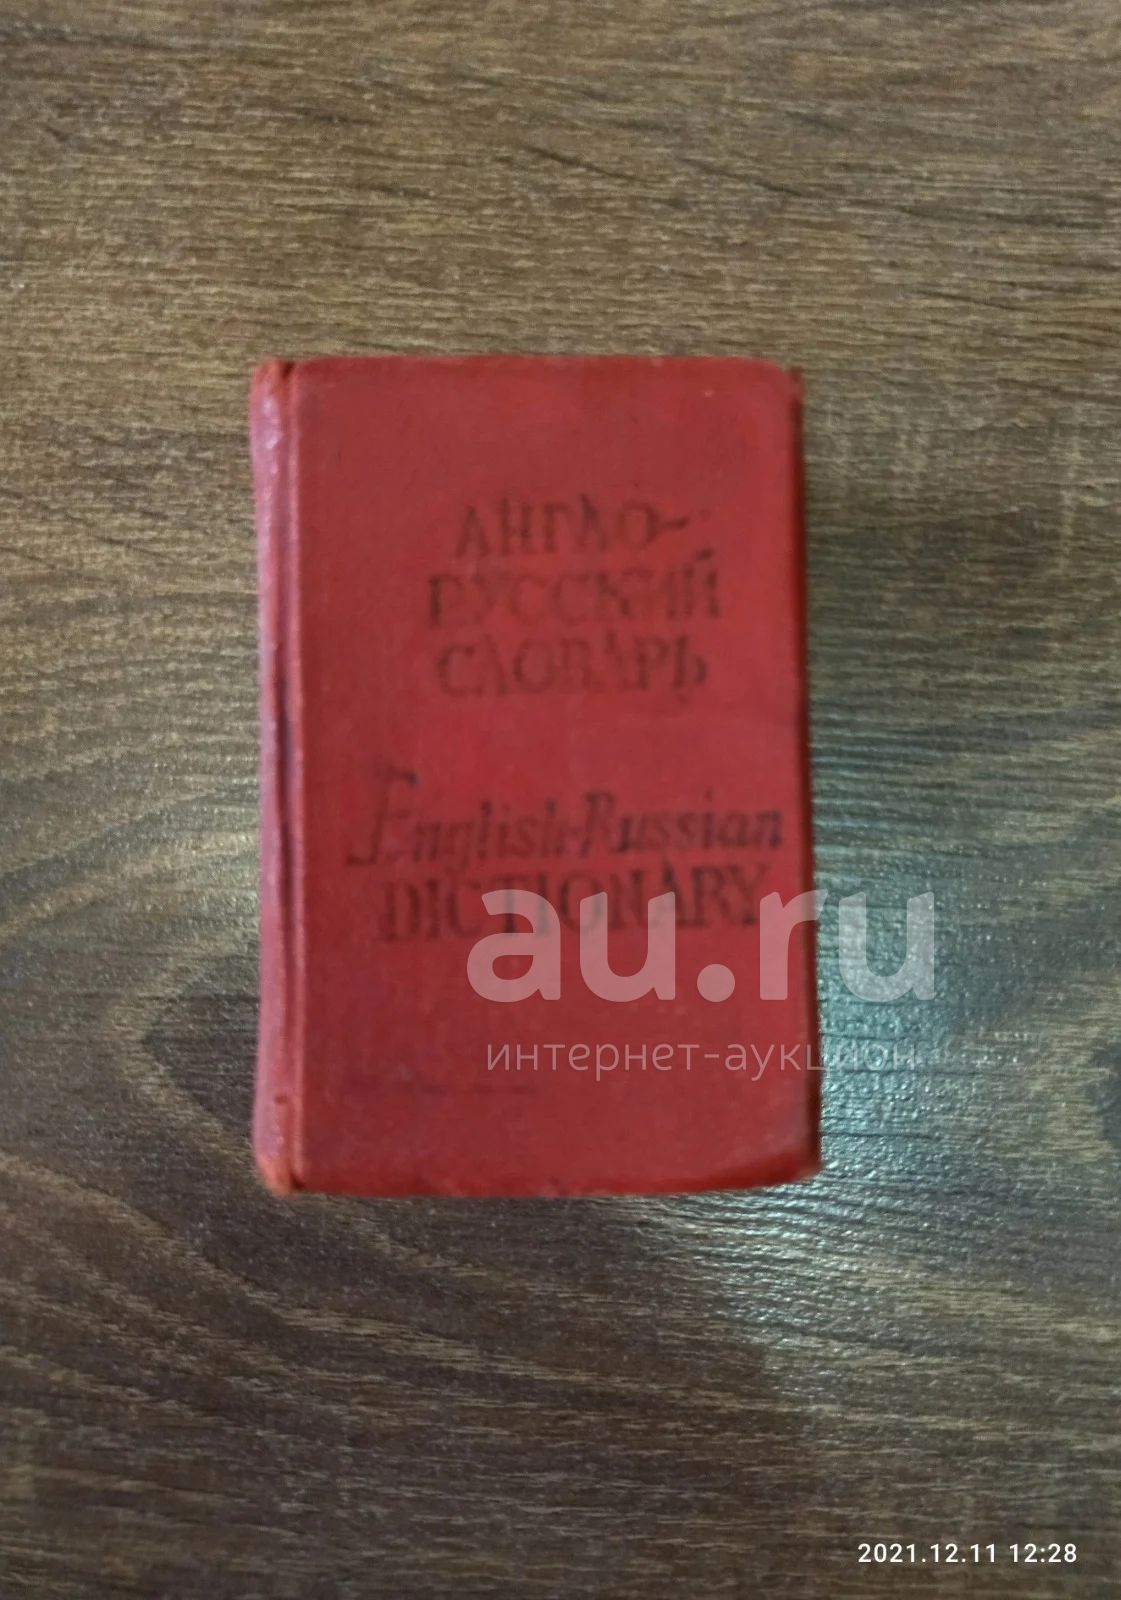 АНГЛО-
РУССКИЙ
СЛОВАРЬ
English-Russian
DICTIONARY
au.ru
интернет-аукцион
2021.12.11 12:28